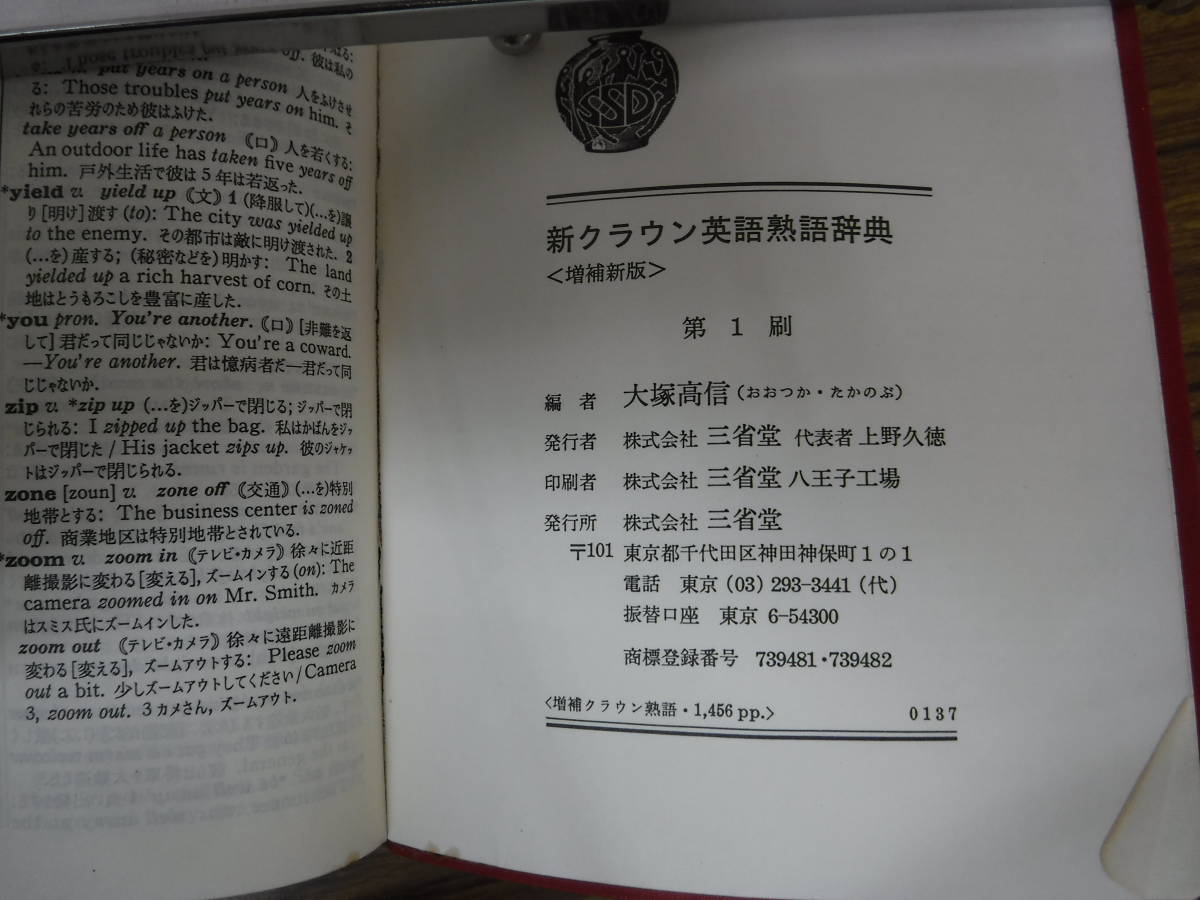 put years on a person 人をふけさせ
る: Those troubles put years on him. そ
れらの苦労のため彼はふけた.
take years off a person 《口》人を若くする:
An outdoor life has taken five years off
him. 戸外生活で彼は5年は若返った.
*yield v. yield up 《文》1 (降服して)(…を)譲
り[明け]渡す(to): The city was yielded up
to the enemy. その都市は敵に明け渡された. 2
(…を)産する; (秘密などを)明かす: The land
yielded up a rich harvest of corn. その土
地はとうもろこしを豊富に産した.
*you pron. You're another. 《口》[非難を返
して]君だって同じじゃないか: You're a coward.
—You're another. 君は憶病者だ—君だって同
じじゃないか.
zip v. *zip up (…を)ジッパーで閉じる; ジッパーで閉
じられる: I zipped up the bag. 私はかばんをジッ
パーで閉じた / His jacket zips up. 彼のジャケッ
トはジッパーで閉じられる.
zone [zoun] v. zone off 《交通》(…を)特別
地帯とする: The business center is zoned
off. 商業地区は特別地帯とされている.
*zoom v. zoom in 《テレビ・カメラ》徐々に近距
離撮影に変わる[変える], ズームインする(on): The
camera zoomed in on Mr. Smith. カメラ
はスミス氏にズームインした.
zoom out 《テレビ・カメラ》徐々に遠距離撮影に
変わる[変える], ズームアウトする: Please zoom
out a bit. 少しズームアウトしてください/Camera
3, zoom out. 3カメさん, ズームアウト.
SSD
新クラウン英語熟語辞典
<増補新版>
第 1 刷
編者 大塚高信(おおつか・たかのぶ)
発行者 株式会社 三省堂 代表者 上野久徳
印刷者 株式会社 三省堂 八王子工場
発行所 株式会社 三省堂
〒101 東京都千代田区神田神保町1の1
電話 東京 (03) 293-3441 (代)
振替口座 東京 6-54300
商標登録番号 739481・739482
<増補クラウン熟語・1,456 pp.> 0137